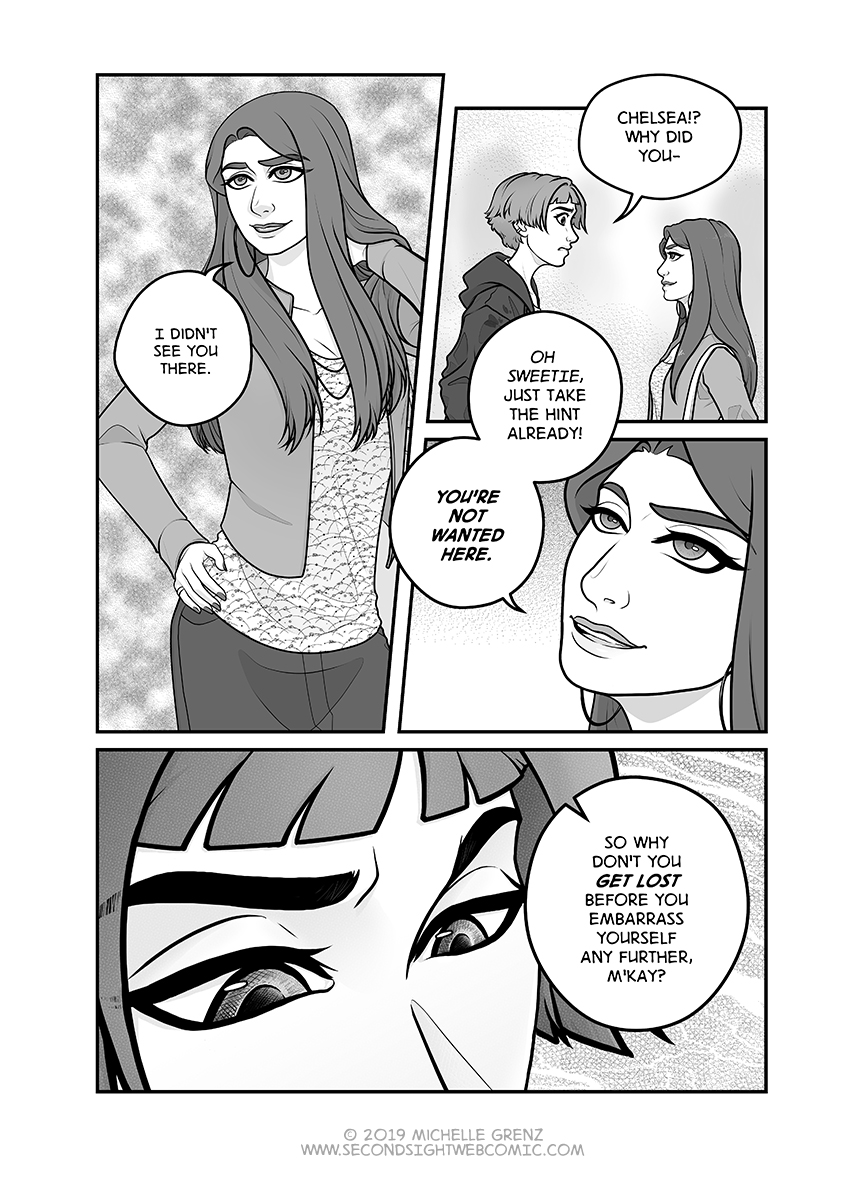 I DIDN'T
SEE YOU
THERE.
CHELSEA!?
WHY DID
YOU-
OH
SWEETIE,
JUST TAKE
THE HINT
ALREADY!
YOU'RE
NOT
WANTED
HERE.
SO WHY
DON'T YOU
GET LOST
BEFORE YOU
EMBARRASS
YOURSELF
ANY FURTHER,
M'KAY?
© 2019 MICHELLE GRENZ
WWW.SECONDSIGHTWEBCOMIC.COM